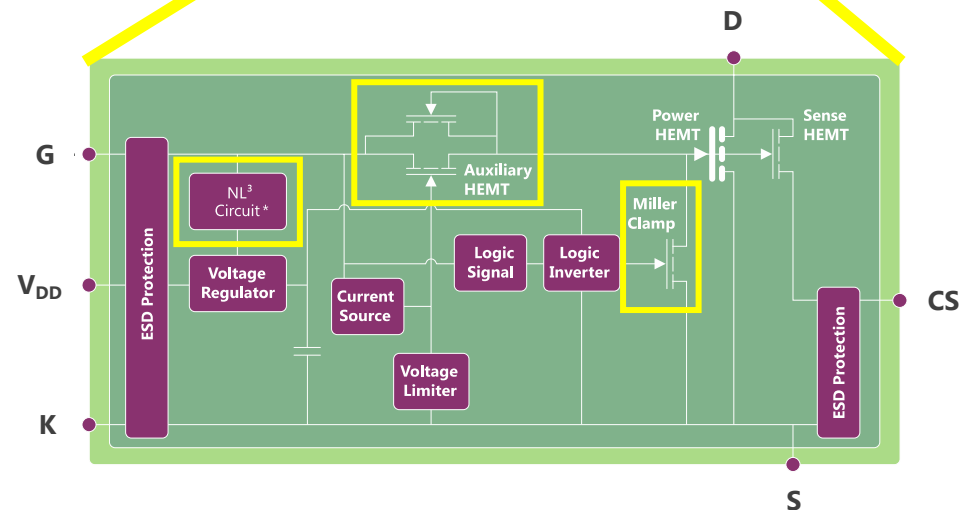 D
Power
HEMT
Sense
HEMT
G
Auxiliary
HEMT
NL³
Circuit*
Miller
Clamp
ESD Protection
Voltage
Regulator
Logic
Signal
Logic
Inverter
V_DD
Current
Source
CS
ESD Protection
Voltage
Limiter
K
S